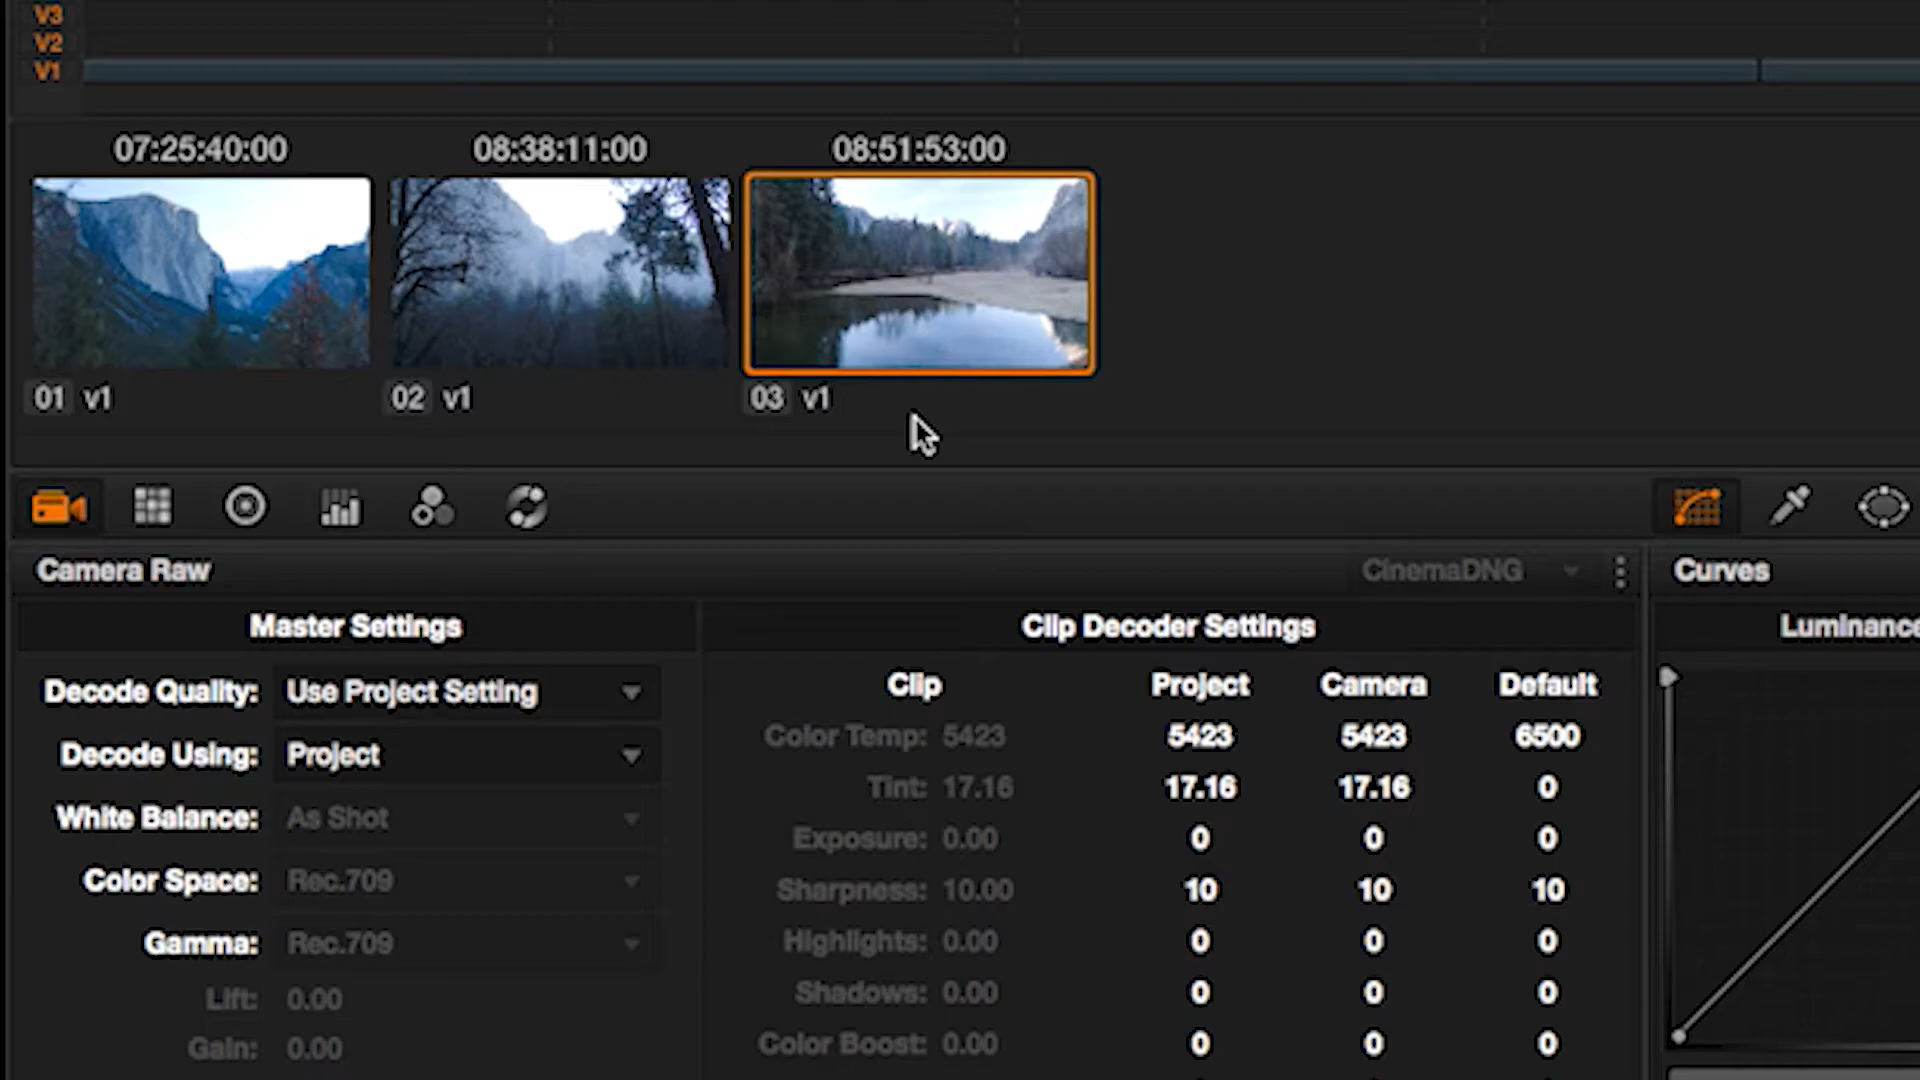 V3
V2
V1
07:25:40:00 08:38:11:00 08:51:53:00
01 v1 02 v1 03 v1
Camera Raw CinemaDNG Curves
Master Settings Clip Decoder Settings Luminance
Clip Project Camera Default
Decode Quality: Use Project Setting
Color Temp: 5423 5423 5423 6500
Decode Using: Project
Tint: 17.16 17.16 17.16 0
White Balance: As Shot
Exposure: 0.00 0 0 0
Color Space: Rec.709
Sharpness: 10.00 10 10 10
Gamma: Rec.709
Highlights: 0.00 0 0 0
Lift: 0.00
Shadows: 0.00 0 0 0
Gain: 0.00
Color Boost: 0.00 0 0 0